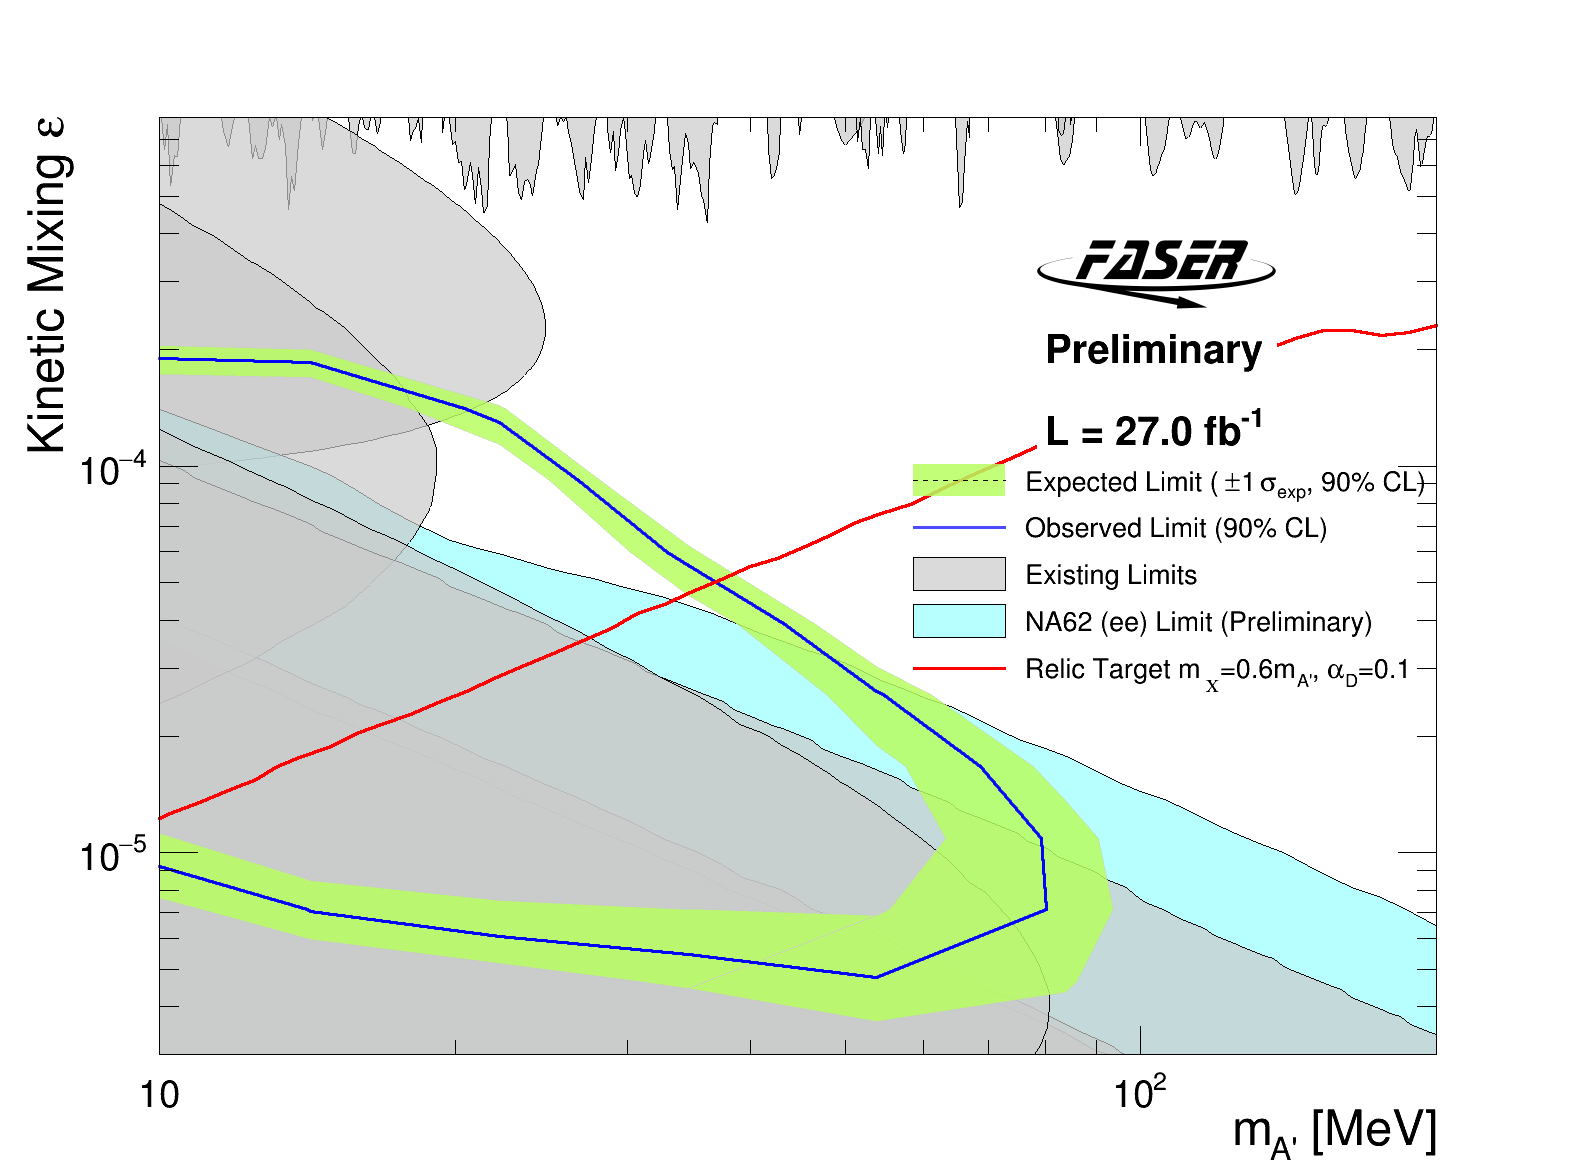 Kinetic Mixing ε
FASER
Preliminary
L = 27.0 fb⁻¹
Expected Limit ( ±1 σexp, 90% CL)
Observed Limit (90% CL)
Existing Limits
NA62 (ee) Limit (Preliminary)
Relic Target m χ=0.6mA', αD=0.1
10⁻⁴
10⁻⁵
10
10²
mA' [MeV]